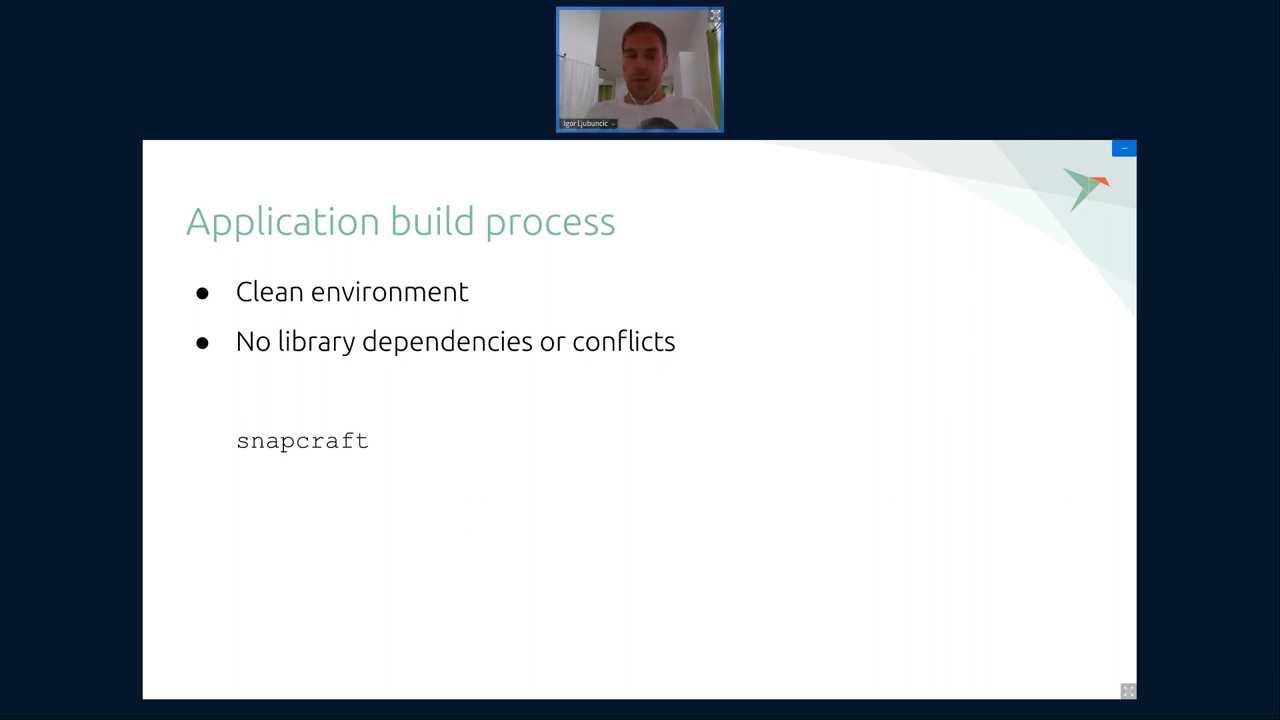 Igor Ljubuncic
Application build process
● Clean environment
● No library dependencies or conflicts
snapcraft